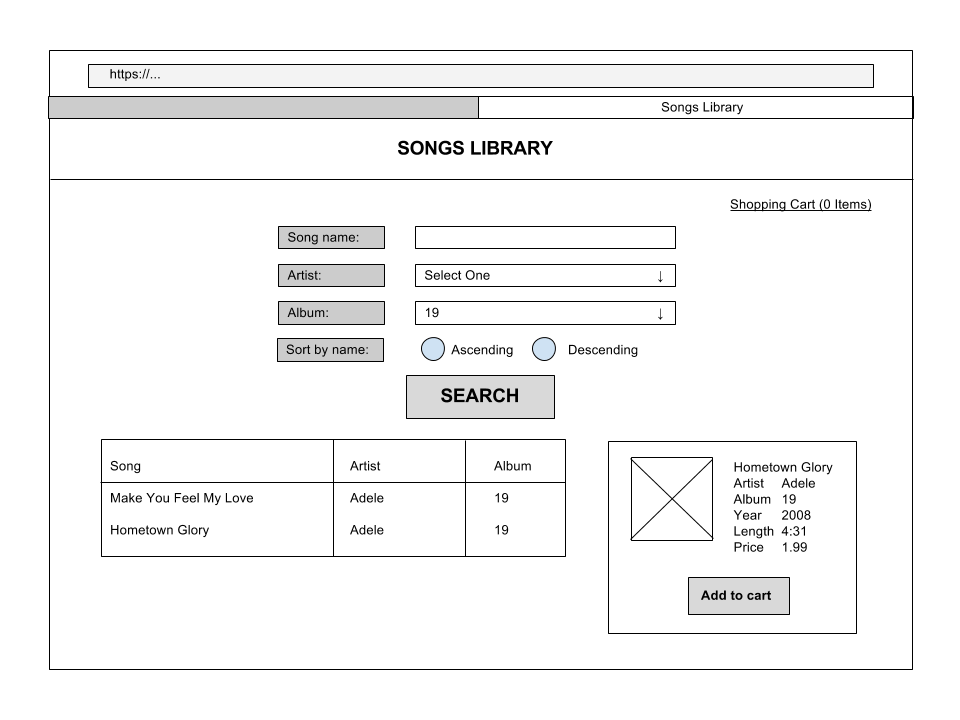 https://...
Songs Library
SONGS LIBRARY
Shopping Cart (0 Items)
Song name:
Artist: Select One ↓
Album: 19 ↓
Sort by name: Ascending Descending
SEARCH
Song Artist Album
Make You Feel My Love Adele 19
Hometown Glory Adele 19
Hometown Glory
Artist Adele
Album 19
Year 2008
Length 4:31
Price 1.99
Add to cart